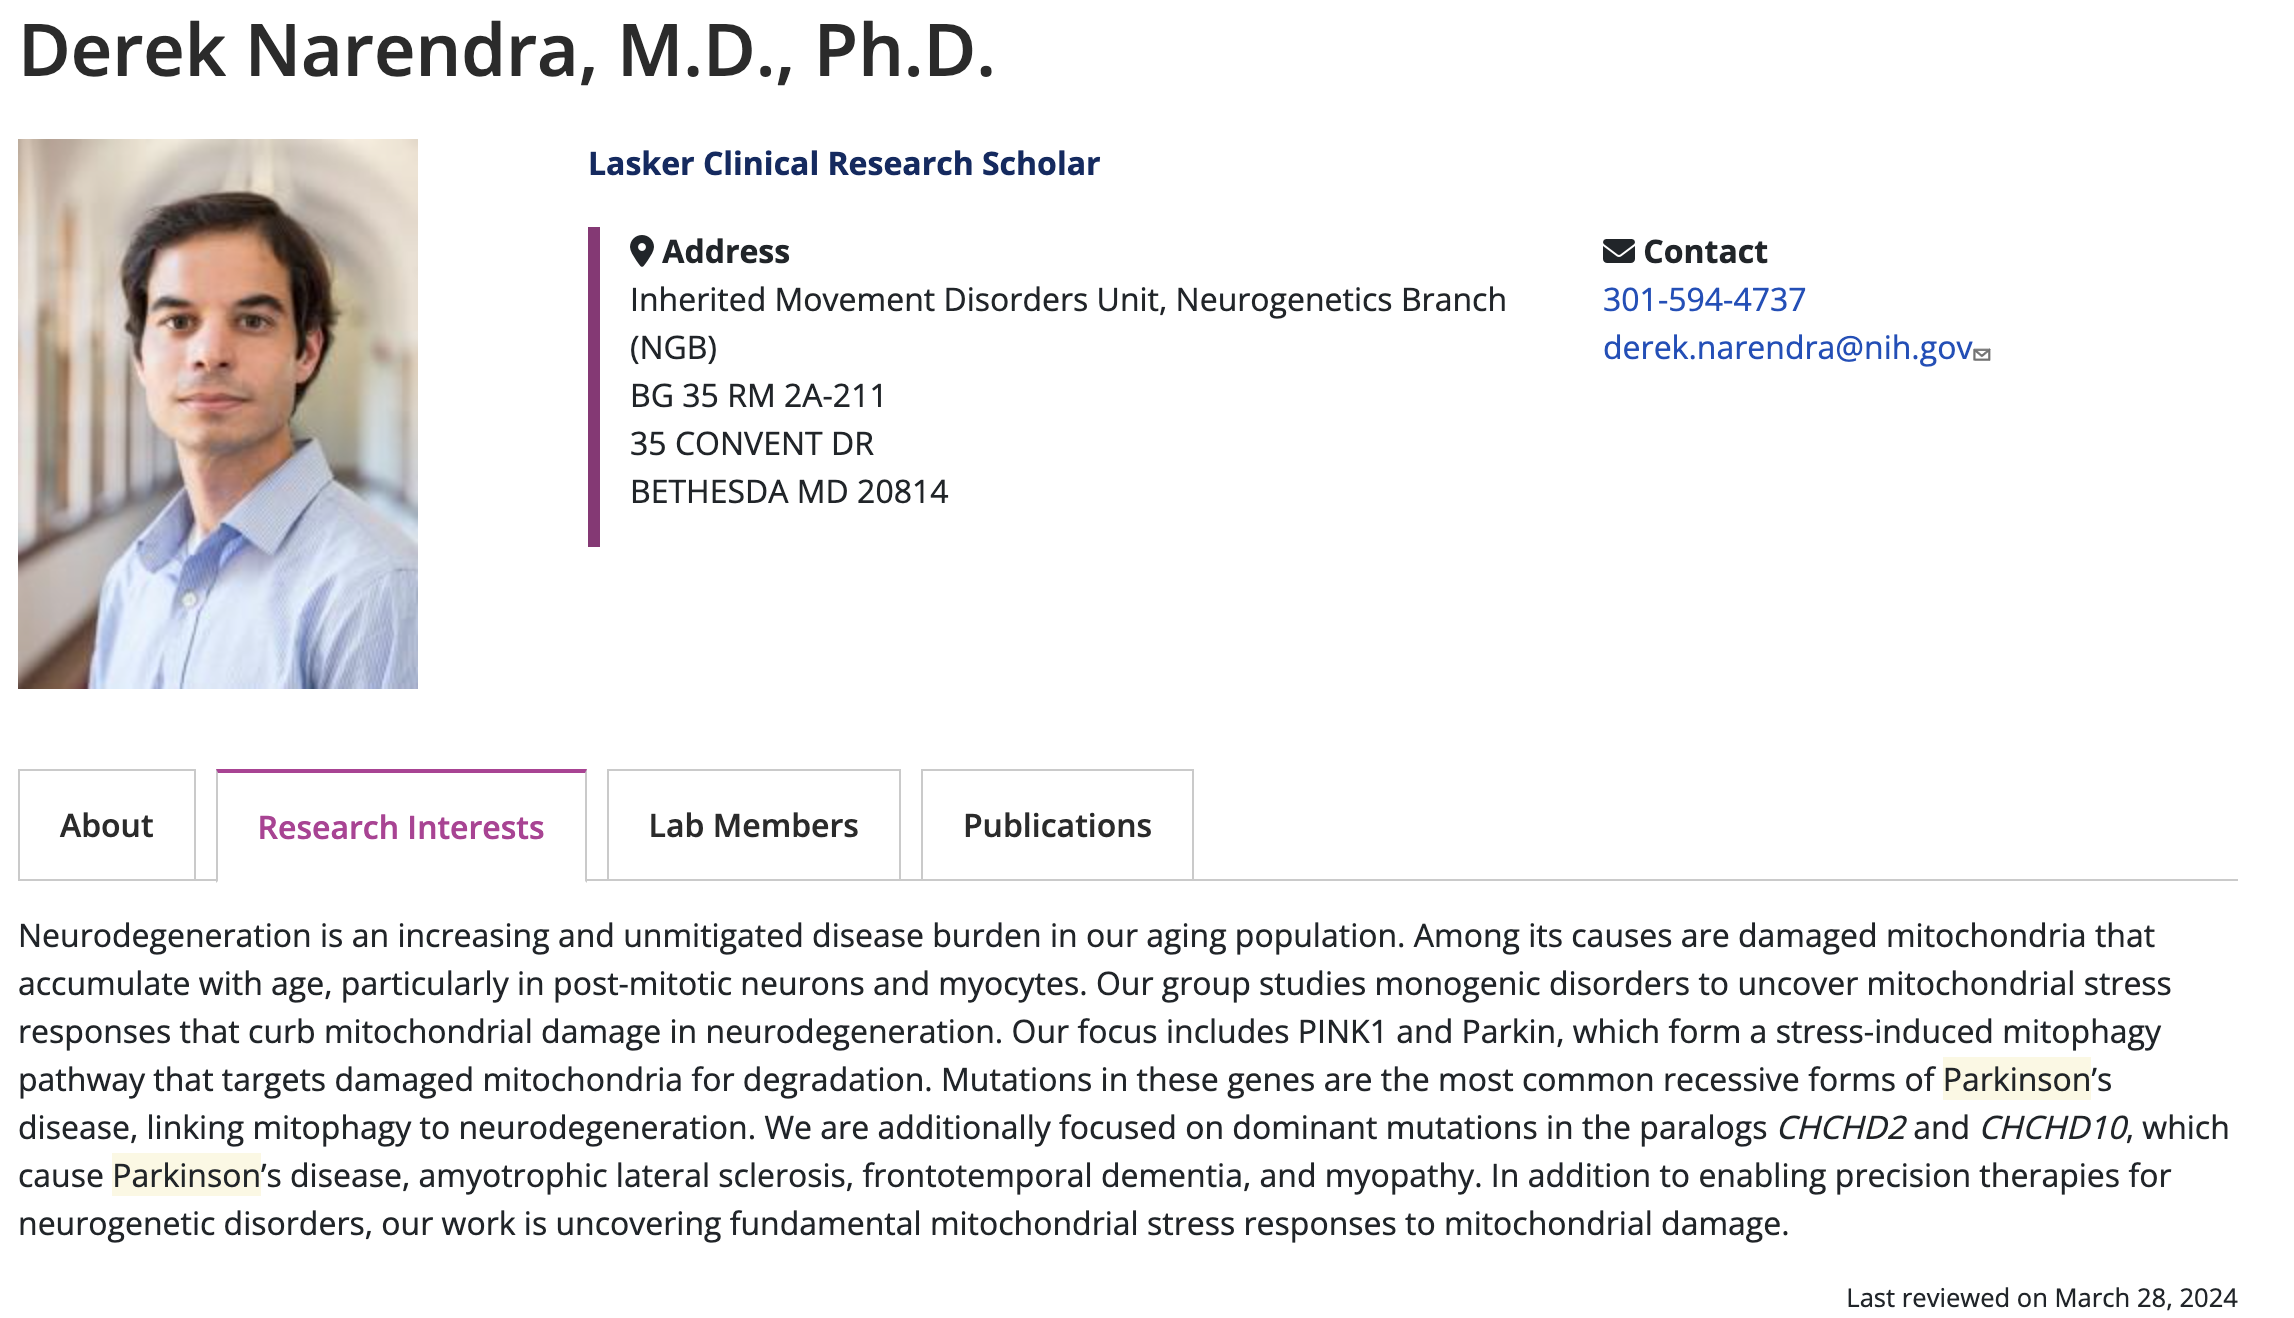 Derek Narendra, M.D., Ph.D.
Lasker Clinical Research Scholar
Address
Inherited Movement Disorders Unit, Neurogenetics Branch
(NGB)
BG 35 RM 2A-211
35 CONVENT DR
BETHESDA MD 20814
Contact
301-594-4737
derek.narendra@nih.gov
About
Research Interests
Lab Members
Publications
Neurodegeneration is an increasing and unmitigated disease burden in our aging population. Among its causes are damaged mitochondria that
accumulate with age, particularly in post-mitotic neurons and myocytes. Our group studies monogenic disorders to uncover mitochondrial stress
responses that curb mitochondrial damage in neurodegeneration. Our focus includes PINK1 and Parkin, which form a stress-induced mitophagy
pathway that targets damaged mitochondria for degradation. Mutations in these genes are the most common recessive forms of Parkinson’s
disease, linking mitophagy to neurodegeneration. We are additionally focused on dominant mutations in the paralogs CHCHD2 and CHCHD10, which
cause Parkinson’s disease, amyotrophic lateral sclerosis, frontotemporal dementia, and myopathy. In addition to enabling precision therapies for
neurogenetic disorders, our work is uncovering fundamental mitochondrial stress responses to mitochondrial damage.
Last reviewed on March 28, 2024